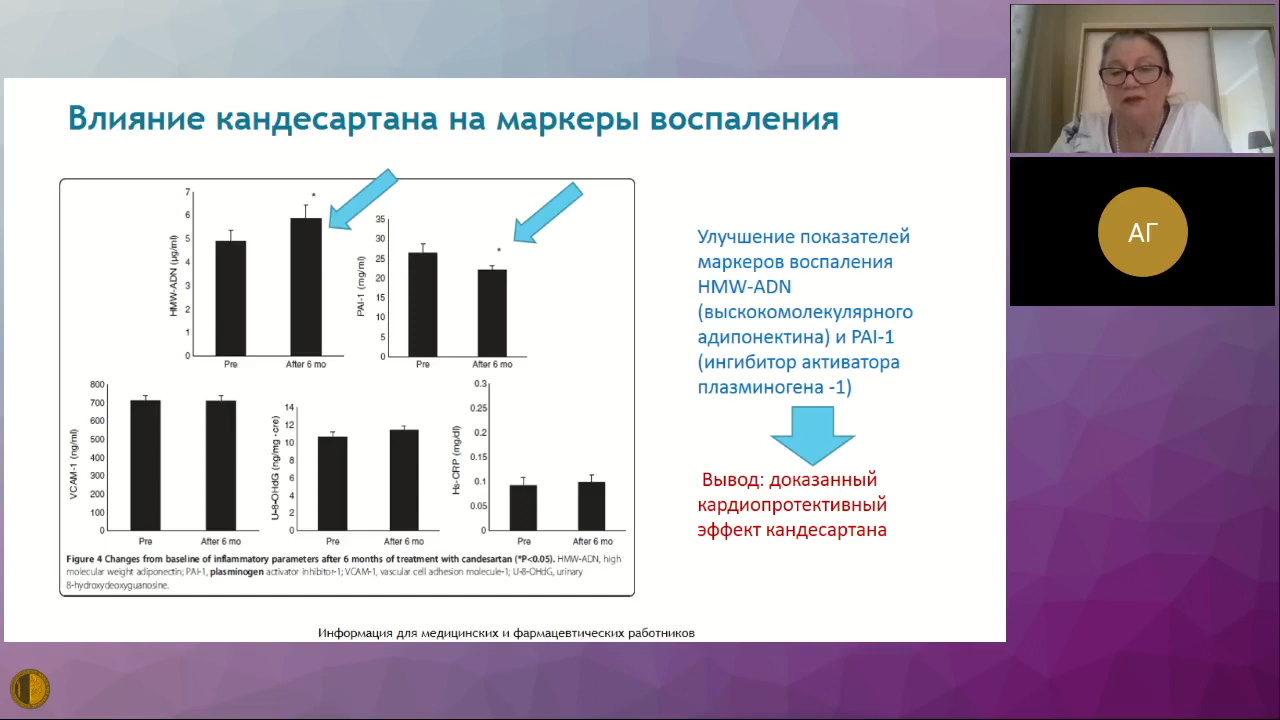 Влияние кандесартана на маркеры воспаления
HMW-ADN (µg/ml)
7
6
5
4
3
2
1
0
*
Pre
After 6 mo
PAI-1 (mg/ml)
35
30
25
20
15
10
5
0
*
Pre
After 6 mo
VCAM-1 (ng/ml)
800
700
600
500
400
300
200
100
0
Pre
After 6 mo
U-8-OHdG (ng/mg ·cre)
14
12
10
8
6
4
2
0
Pre
After 6 mo
Hs-CRP (mg/dl)
0.3
0.25
0.2
0.15
0.1
0.05
0
Pre
After 6 mo
Figure 4 Changes from baseline of inflammatory parameters after 6 months of treatment with candesartan (*P<0.05). HMW-ADN, high
molecular weight adiponectin; PAI-1, plasminogen activator inhibitor-1; VCAM-1, vascular cell adhesion molecule-1; U-8-OHdG, urinary
8-hydroxydeoxyguanosine.
Улучшение показателей
маркеров воспаления
HMW-ADN
(выскокомолекулярного
адипонектина) и PAI-1
(ингибитор активатора
плазминогена -1)
Вывод: доказанный
кардиопротективный
эффект кандесартана
Информация для медицинских и фармацевтических работников
АГ